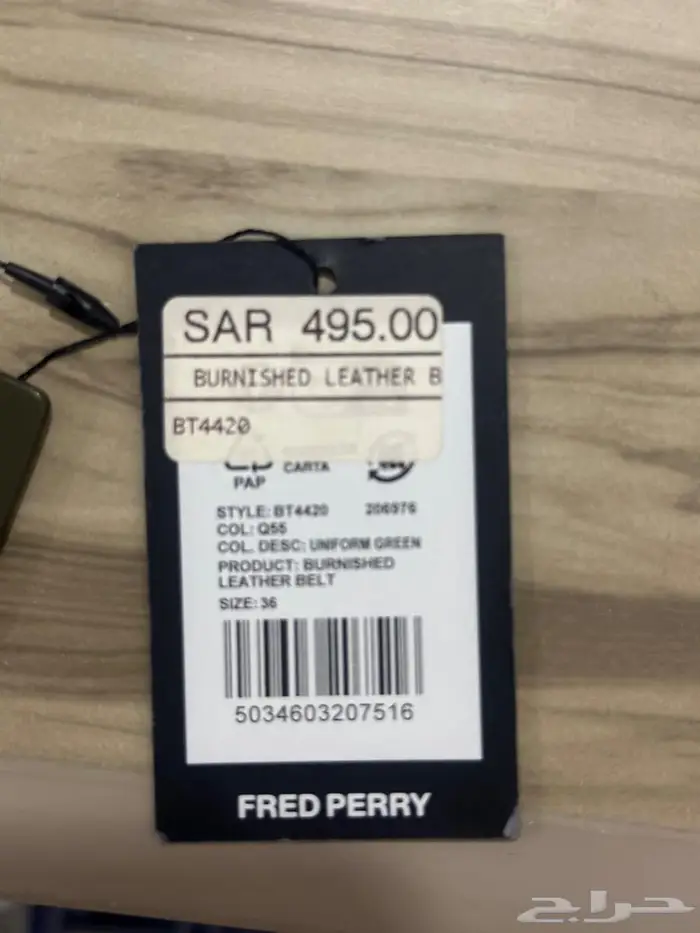 SAR 495.00
BURNISHED LEATHER B
BT4420
PAP
CARTA
STYLE: BT4420 206976
COL: Q55
COL. DESC: UNIFORM GREEN
PRODUCT: BURNISHED
LEATHER BELT
SIZE: 36
5034603207516
FRED PERRY
حراج